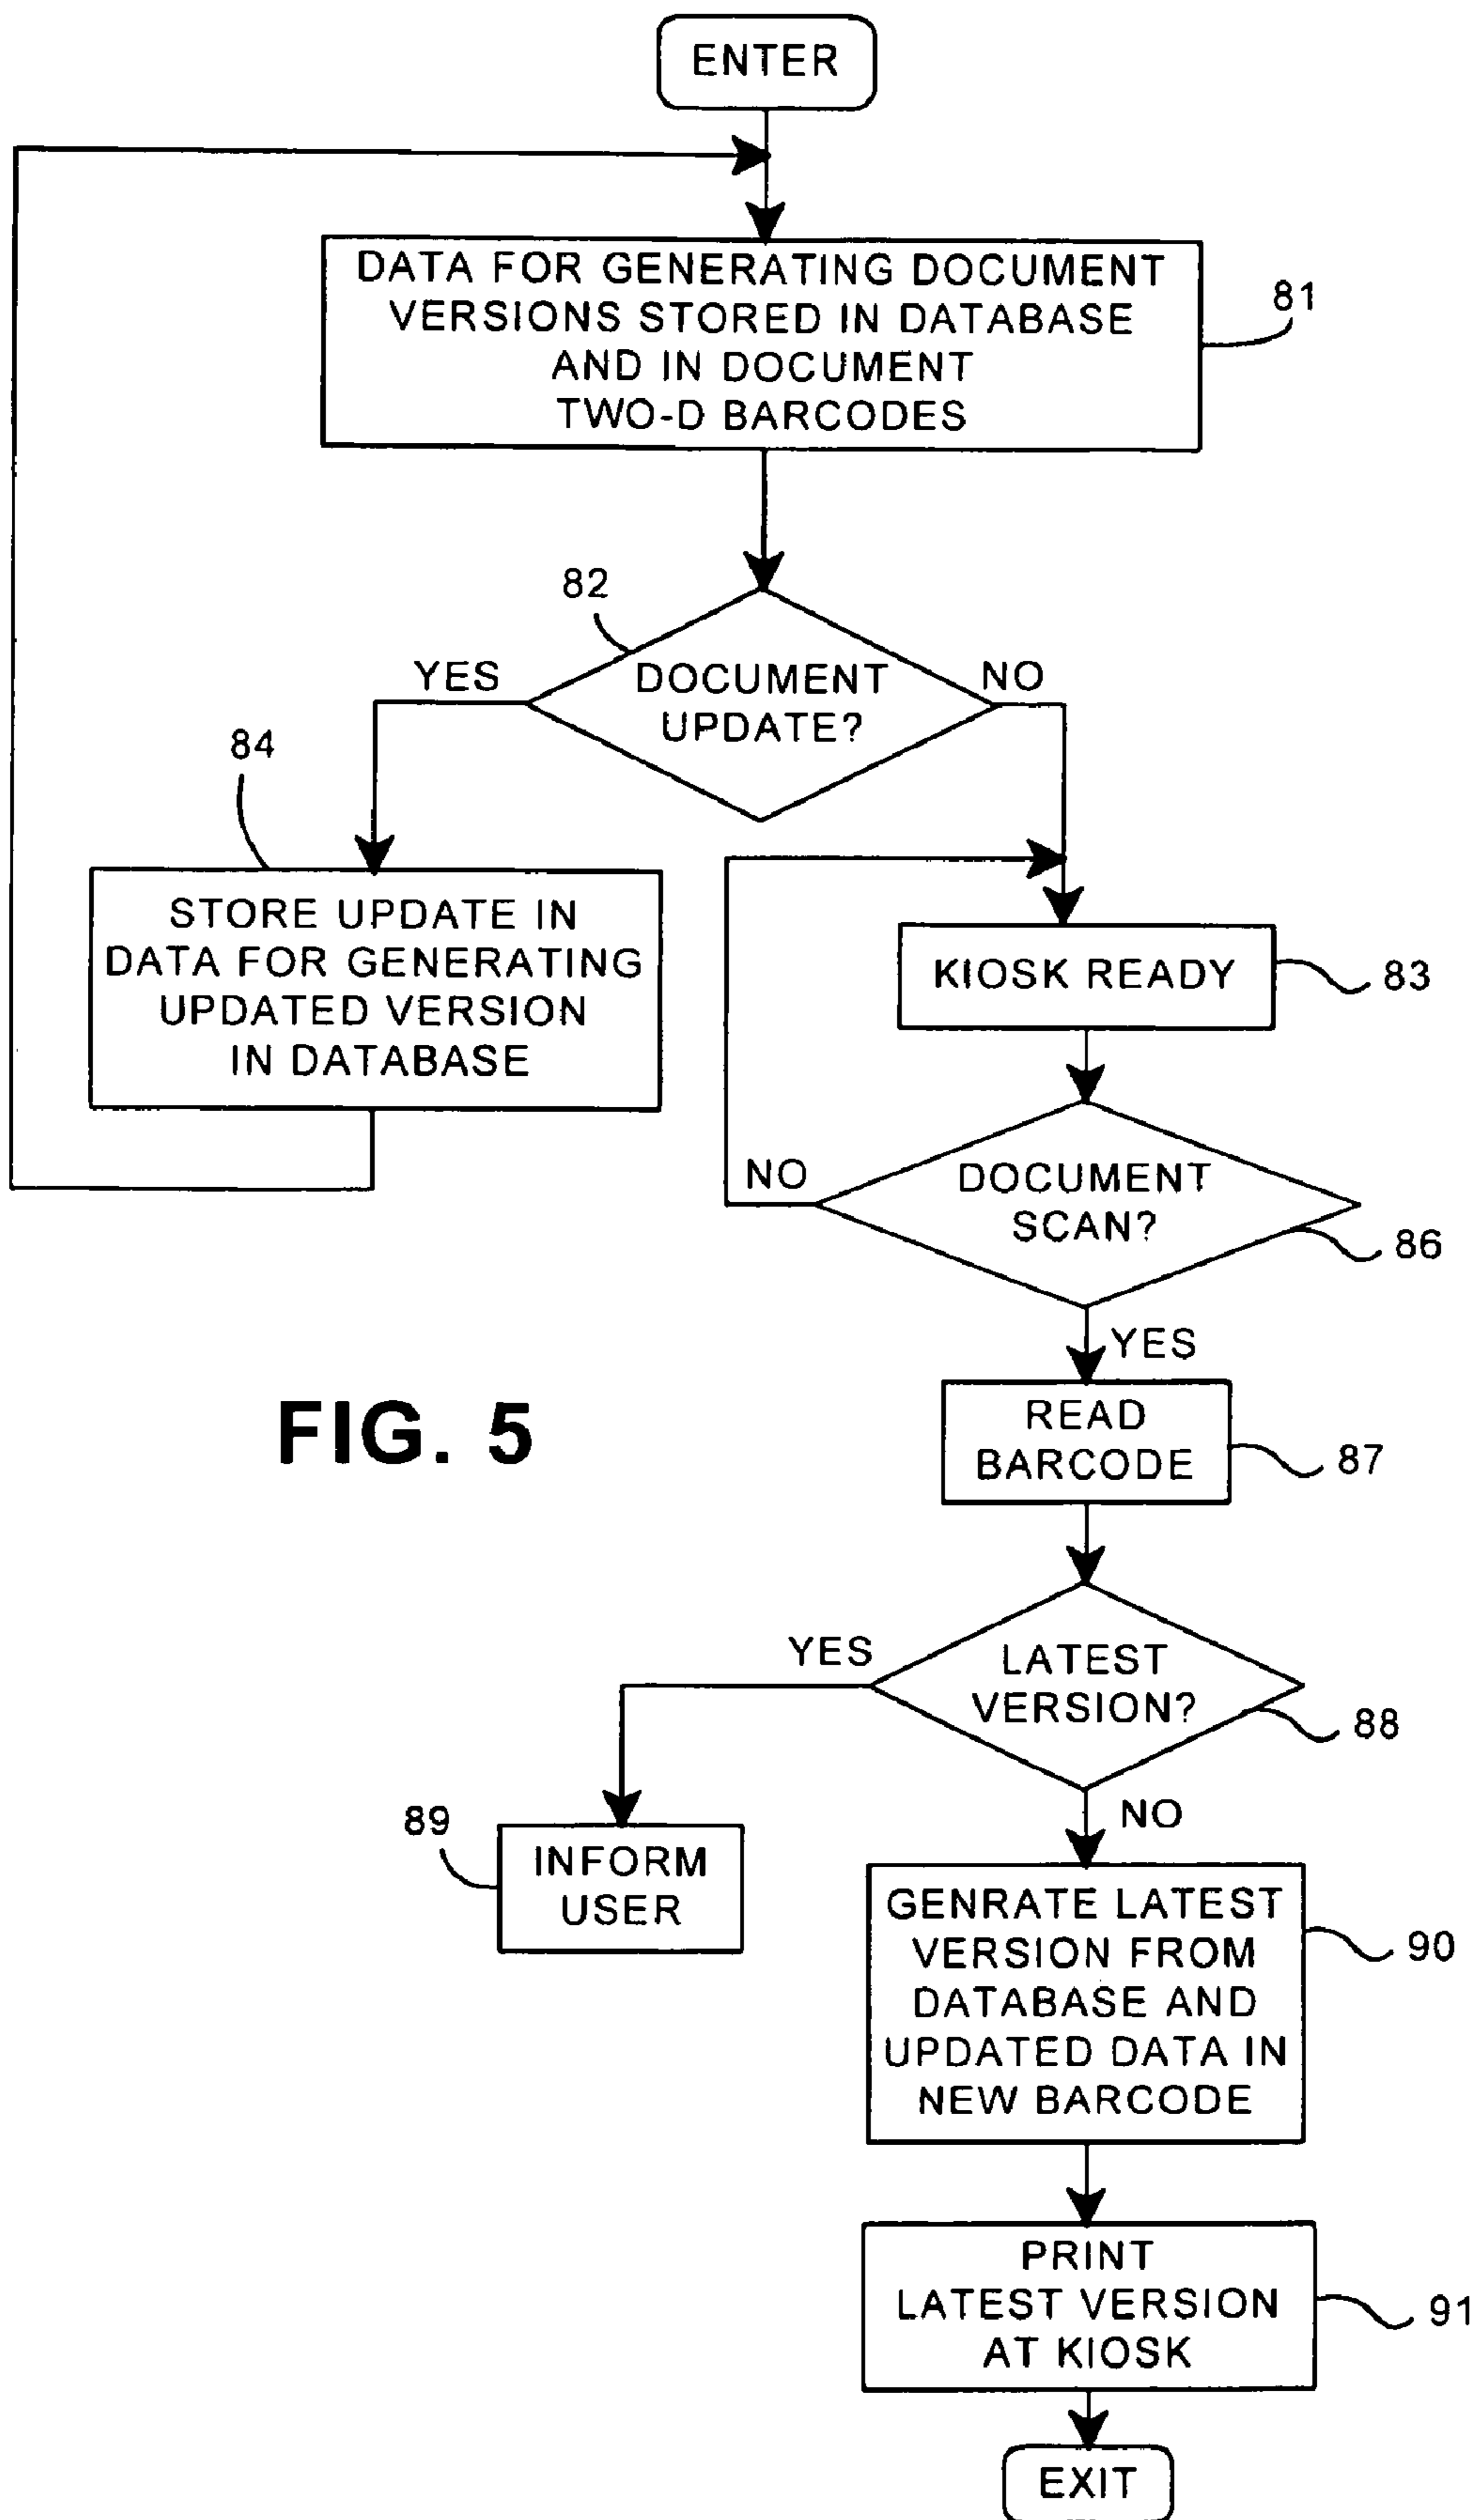 ENTER
DATA FOR GENERATING DOCUMENT
VERSIONS STORED IN DATABASE
AND IN DOCUMENT
TWO-D BARCODES
81
82
YES
DOCUMENT
UPDATE?
NO
84
STORE UPDATE IN
DATA FOR GENERATING
UPDATED VERSION
IN DATABASE
KIOSK READY
83
NO
DOCUMENT
SCAN?
86
YES
READ
BARCODE
87
FIG. 5
YES
LATEST
VERSION?
88
NO
89
INFORM
USER
GENRATE LATEST
VERSION FROM
DATABASE AND
UPDATED DATA IN
NEW BARCODE
90
PRINT
LATEST VERSION
AT KIOSK
91
EXIT